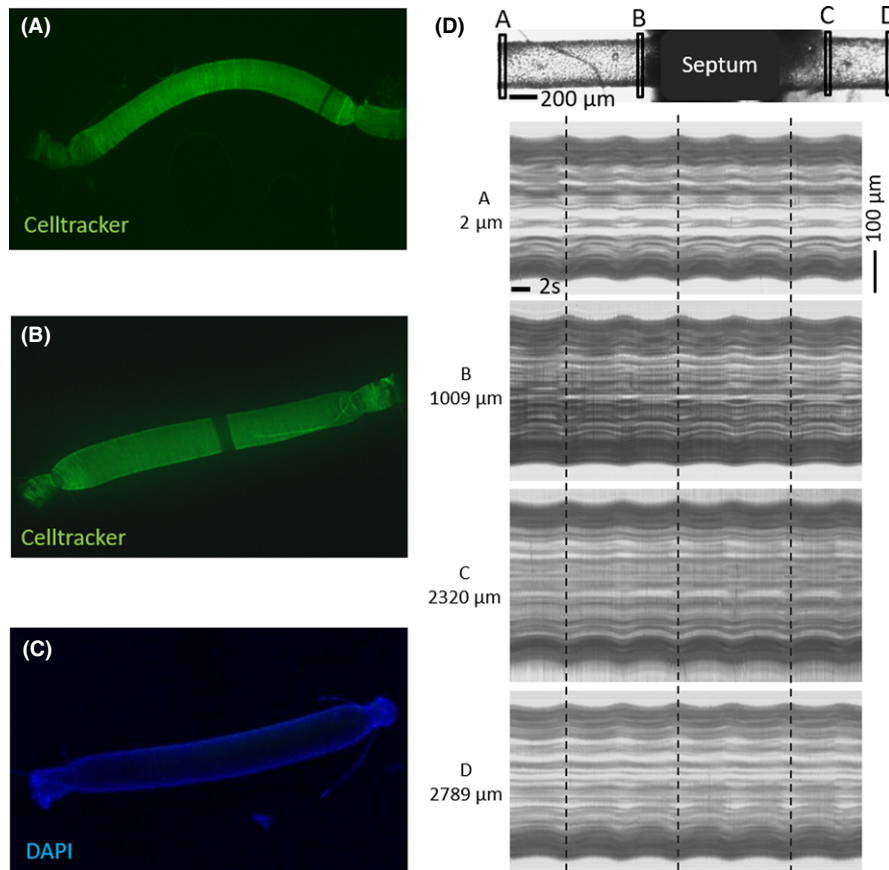 (A)
Celltracker
(B)
Celltracker
(C)
DAPI
(D)
A B C D
Septum
200 µm
A
2 µm
100 µm
2s
B
1009 µm
C
2320 µm
D
2789 µm